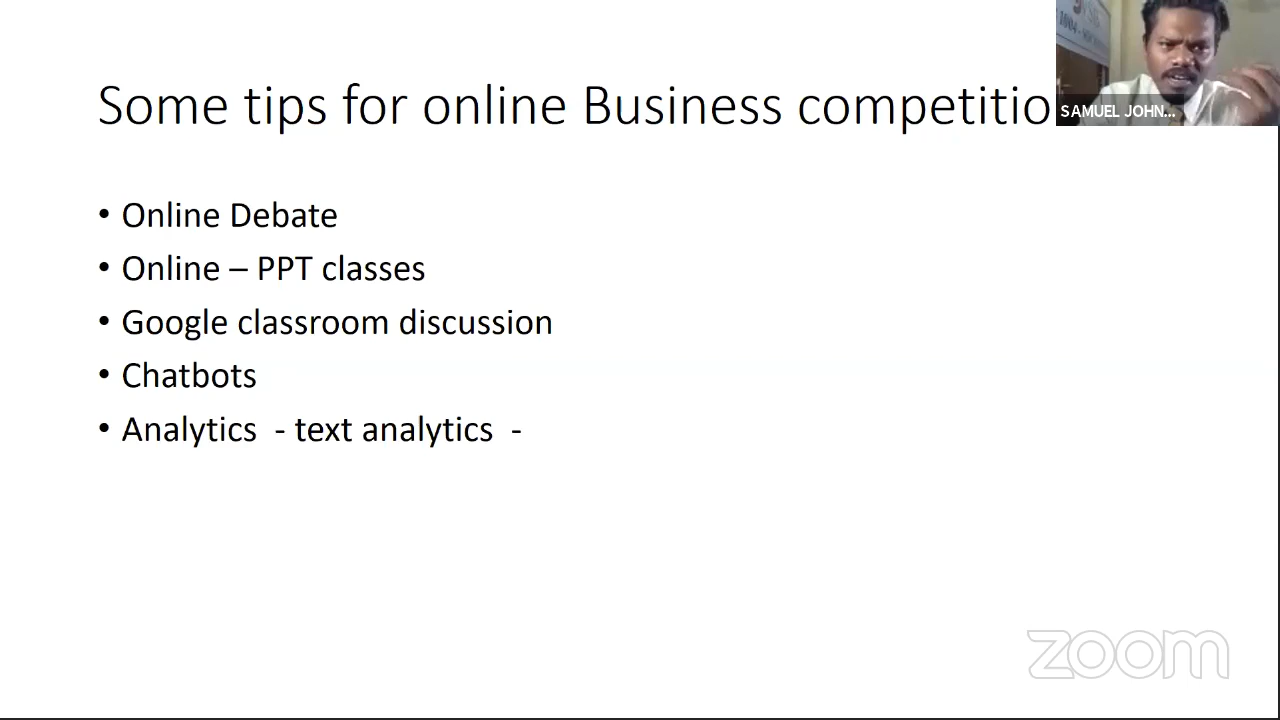 Some tips for online Business competitio
SAMUEL JOHN...
• Online Debate
• Online – PPT classes
• Google classroom discussion
• Chatbots
• Analytics - text analytics -
zoom